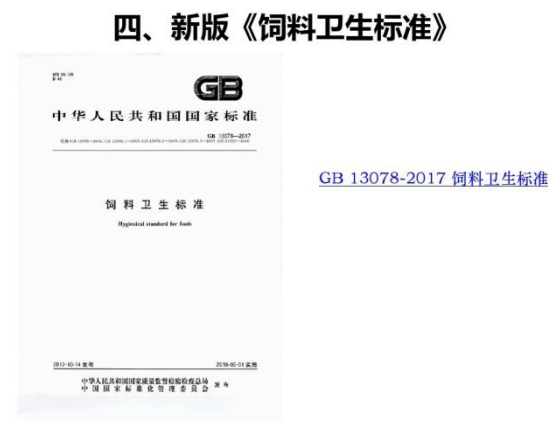 四、新版《饲料卫生标准》
GB
中华人民共和国国家标准
GB 13078—2017
饲料卫生标准
Hygienical standard for feeds
GB 13078-2017 饲料卫生标准
2017-10-14 发布
2018-05-01 实施
中华人民共和国国家质量监督检验检疫总局
中国国家标准化管理委员会
发布